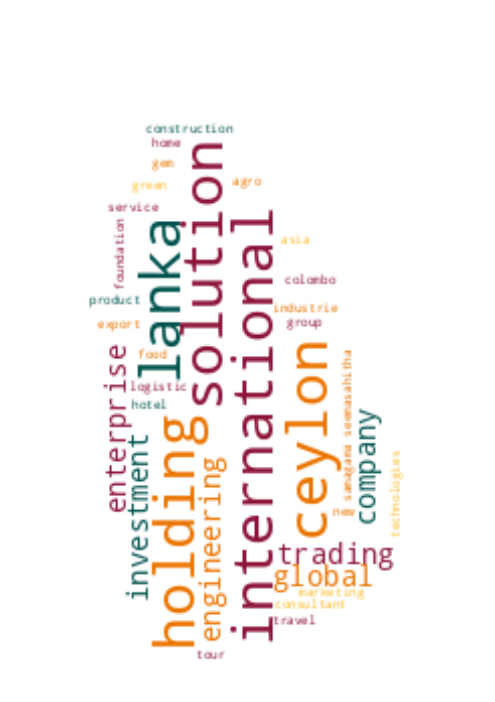 construction
home
solution
gem
green
agro
service
lanka
international
foundation
asia
colombo
product
industrie
export
group
ceylon
enterprise
food
samagama seemasahitha
logistic
hotel
company
holding
investment
technologies
engineering
new
trading
global
marketing
consultant
travel
tour